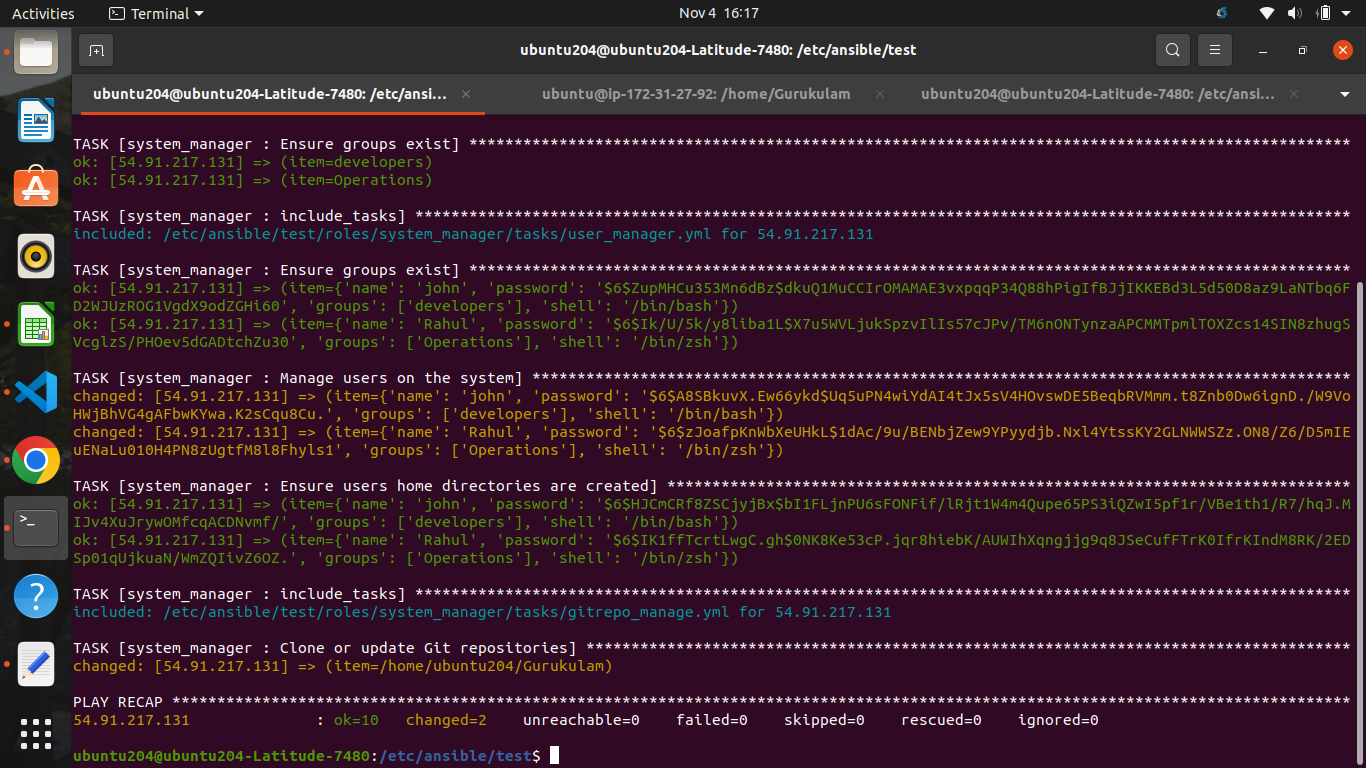 Activities
Terminal
Nov 4 16:17
ubuntu204@ubuntu204-Latitude-7480: /etc/ansible/test
ubuntu204@ubuntu204-Latitude-7480: /etc/ansi...
ubuntu@ip-172-31-27-92: /home/Gurukulam
ubuntu204@ubuntu204-Latitude-7480: /etc/ansi...
TASK [system_manager : Ensure groups exist] **************************************************************************************************
ok: [54.91.217.131] => (item=developers)
ok: [54.91.217.131] => (item=Operations)
TASK [system_manager : include_tasks] ********************************************************************************************************
included: /etc/ansible/test/roles/system_manager/tasks/user_manager.yml for 54.91.217.131
TASK [system_manager : Ensure groups exist] **************************************************************************************************
ok: [54.91.217.131] => (item={'name': 'john', 'password': '$6$ZupMHCu353Mn6dBz$dkuQ1MuCCIrOMAMAE3vxpqqP34Q88hPigIfBJjIKKEBd3L5d50D8az9LaNTbq6F
D2WJUzROG1VgdX9odZGHi60', 'groups': ['developers'], 'shell': '/bin/bash'})
ok: [54.91.217.131] => (item={'name': 'Rahul', 'password': '$6$Ik/U/5k/y81iba1L$X7u5WVLjukSpzvIlIs57cJPv/TM6nONTynzaAPCMMTpmlTOXZcs14SIN8zhugS
VcglzS/PHOev5dGADtchZu30', 'groups': ['Operations'], 'shell': '/bin/zsh'})
TASK [system_manager : Manage users on the system] *******************************************************************************************
changed: [54.91.217.131] => (item={'name': 'john', 'password': '$6$A8SBkuvX.Ew66ykd$Uq5uPN4wiYdAI4tJx5sV4HOvswDE5BeqbRVMmm.t8Znb0Dw6ignD./W9Vo
HWjBhVG4gAFbwKYwa.K2sCqu8Cu.', 'groups': ['developers'], 'shell': '/bin/bash'})
changed: [54.91.217.131] => (item={'name': 'Rahul', 'password': '$6$zJoafpKnWbXeUHkL$1dAc/9u/BENbjZew9YPyydjb.Nxl4YtssKY2GLNWWSZz.ON8/Z6/D5mIE
uENaLu010H4PN8zUgtfM8l8Fhyls1', 'groups': ['Operations'], 'shell': '/bin/zsh'})
TASK [system_manager : Ensure users home directories are created] ****************************************************************************
ok: [54.91.217.131] => (item={'name': 'john', 'password': '$6$HJCmCRf8ZSCjyjBx$bI1FLjnPU6sFONFif/lRjt1W4m4Qupe65PS3iQZwI5pf1r/VBe1th1/R7/hqJ.M
IJv4XuJrywOMfcqACDNvmf/', 'groups': ['developers'], 'shell': '/bin/bash'})
ok: [54.91.217.131] => (item={'name': 'Rahul', 'password': '$6$IK1ffTcrtLwgC.gh$0NK8Ke53cP.jqr8hiebK/AUWIhXqngjjg9q8JSeCufFTrK0IfrKIndM8RK/2ED
Sp01qUjkuaN/WmZQIivZ6OZ.', 'groups': ['Operations'], 'shell': '/bin/zsh'})
TASK [system_manager : include_tasks] ********************************************************************************************************
included: /etc/ansible/test/roles/system_manager/tasks/gitrepo_manage.yml for 54.91.217.131
TASK [system_manager : Clone or update Git repositories] *************************************************************************************
changed: [54.91.217.131] => (item=/home/ubuntu204/Gurukulam)
PLAY RECAP ***********************************************************************************************************************************
54.91.217.131 : ok=10 changed=2 unreachable=0 failed=0 skipped=0 rescued=0 ignored=0
ubuntu204@ubuntu204-Latitude-7480:/etc/ansible/test$